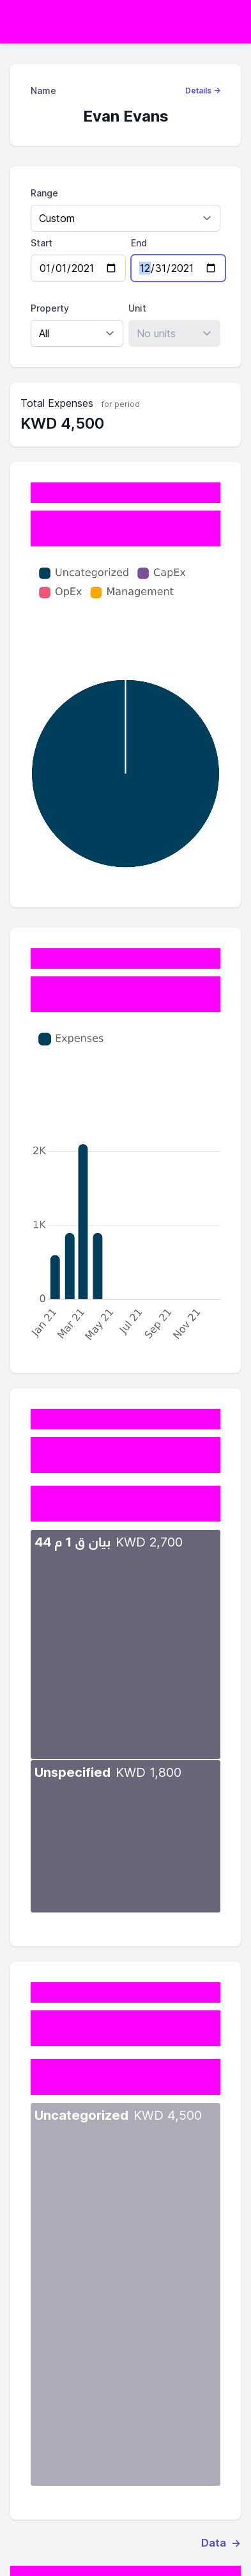 Name
Details →
Evan Evans
Range
Custom
Start
End
01/01/2021
12/31/2021
Property
Unit
All
No units
Total Expenses for period
KWD 4,500
Uncategorized CapEx
OpEx Management
Expenses
2K
1K
0
Jan 21 Mar 21 May 21 Jul 21 Sep 21 Nov 21
بيان ق 1 م 44 KWD 2,700
Unspecified KWD 1,800
Uncategorized KWD 4,500
Data →